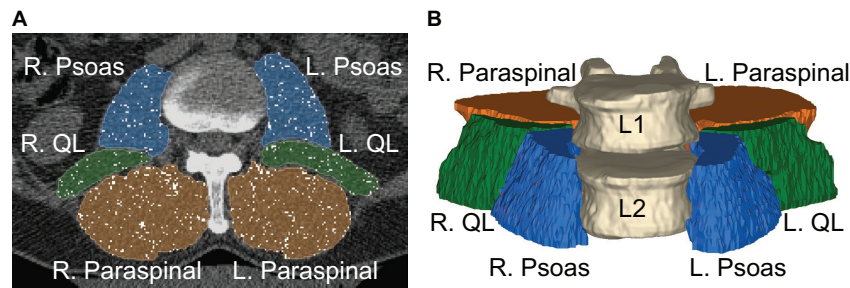 A
R. Psoas
L. Psoas
R. QL
L. QL
R. Paraspinal
L. Paraspinal
B
R. Paraspinal
L. Paraspinal
L1
L2
R. QL
L. QL
R. Psoas
L. Psoas